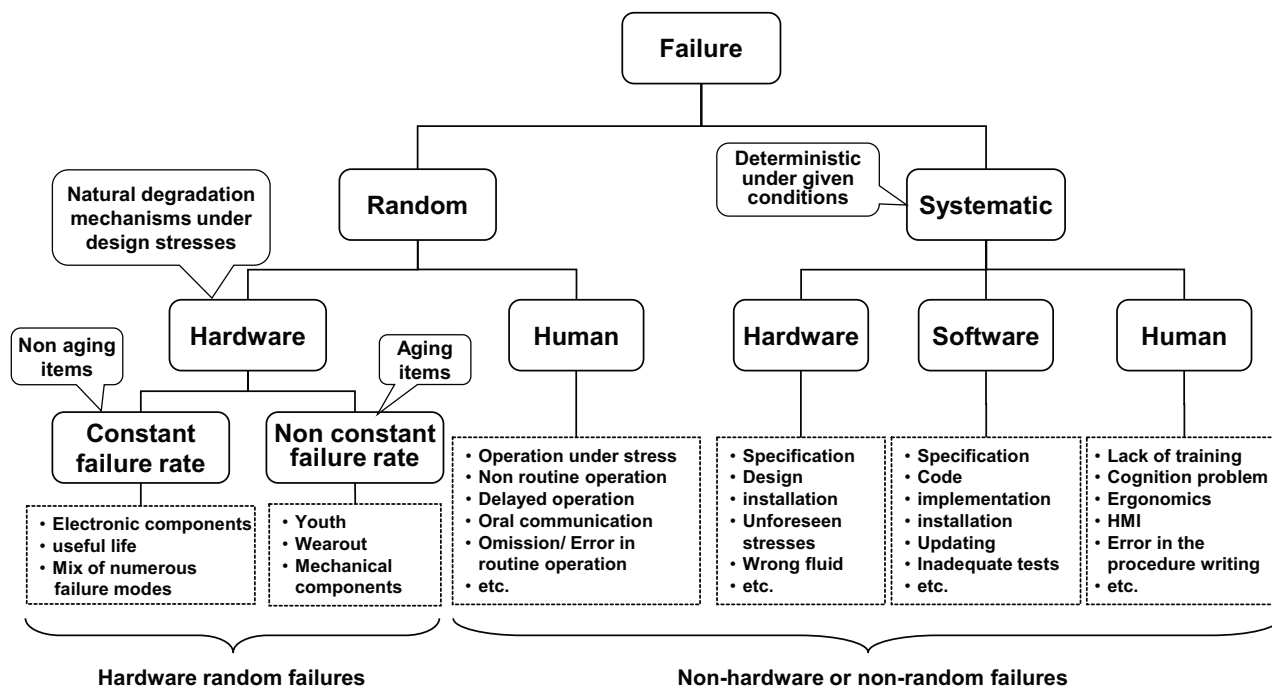 Failure
Deterministic
under given
conditions
Natural degradation
mechanisms under
design stresses
Random
Systematic
Hardware
Human
Hardware
Software
Human
Non aging
items
Aging
items
Constant
failure rate
Non constant
failure rate
• Electronic components
• useful life
• Mix of numerous
failure modes
• Youth
• Wearout
• Mechanical
components
• Operation under stress
• Non routine operation
• Delayed operation
• Oral communication
• Omission/ Error in
routine operation
• etc.
• Specification
• Design
• installation
• Unforeseen
stresses
• Wrong fluid
• etc.
• Specification
• Code
• implementation
• installation
• Updating
• Inadequate tests
• etc.
• Lack of training
• Cognition problem
• Ergonomics
• HMI
• Error in the
procedure writing
• etc.
Hardware random failures
Non-hardware or non-random failures